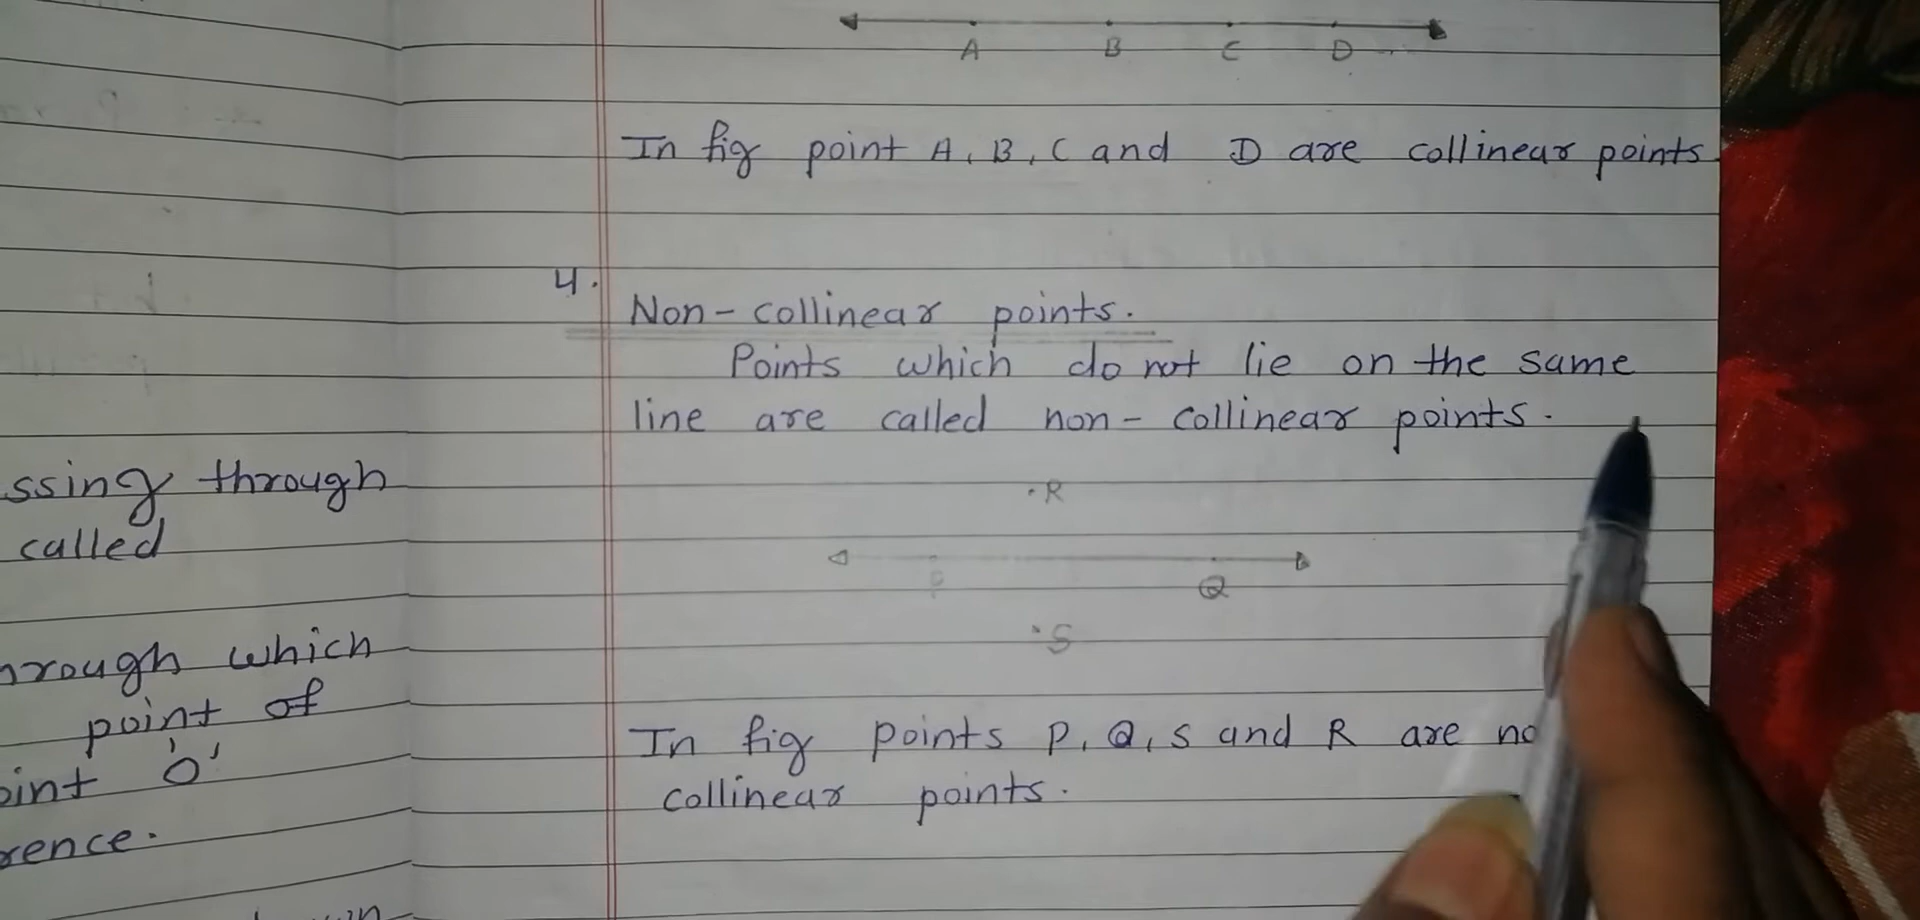 A B C D
In fig point A, B, C and D are collinear points
4.
Non-collinear points.
Points which do not lie on the same
line are called non-collinear points.
R
P Q
S
In fig points P, Q, S and R are no
collinear points.
ssing through
called
rough which
point of
oint 'O'
rence.